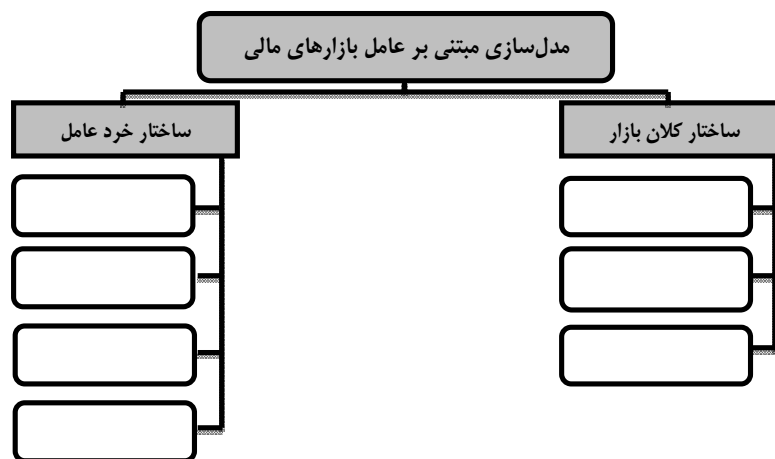 مدل‌سازی مبتنی بر عامل بازارهای مالی
ساختار کلان بازار
ساختار خرد عامل